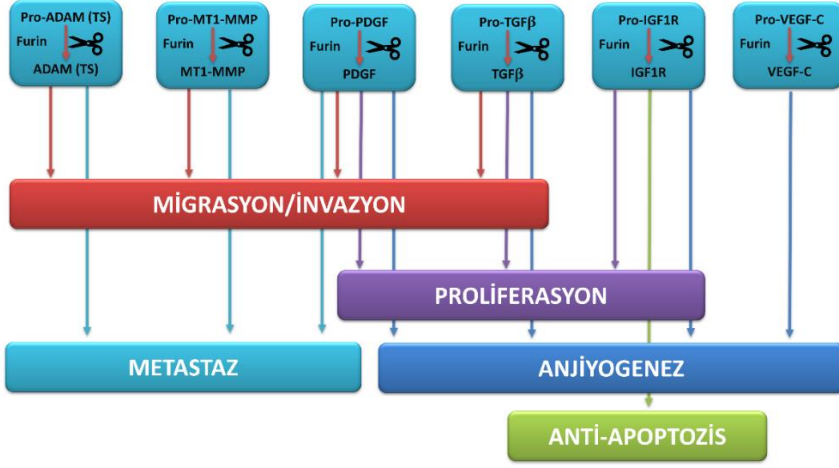 Pro-ADAM (TS)
Furin
ADAM (TS)
Pro-MT1-MMP
Furin
MT1-MMP
Pro-PDGF
Furin
PDGF
Pro-TGFβ
Furin
TGFβ
Pro-IGF1R
Furin
IGF1R
Pro-VEGF-C
Furin
VEGF-C
MİGRASYON/İNVAZYON
PROLİFERASYON
METASTAZ
ANJİYOGENEZ
ANTİ-APOPTOZİS